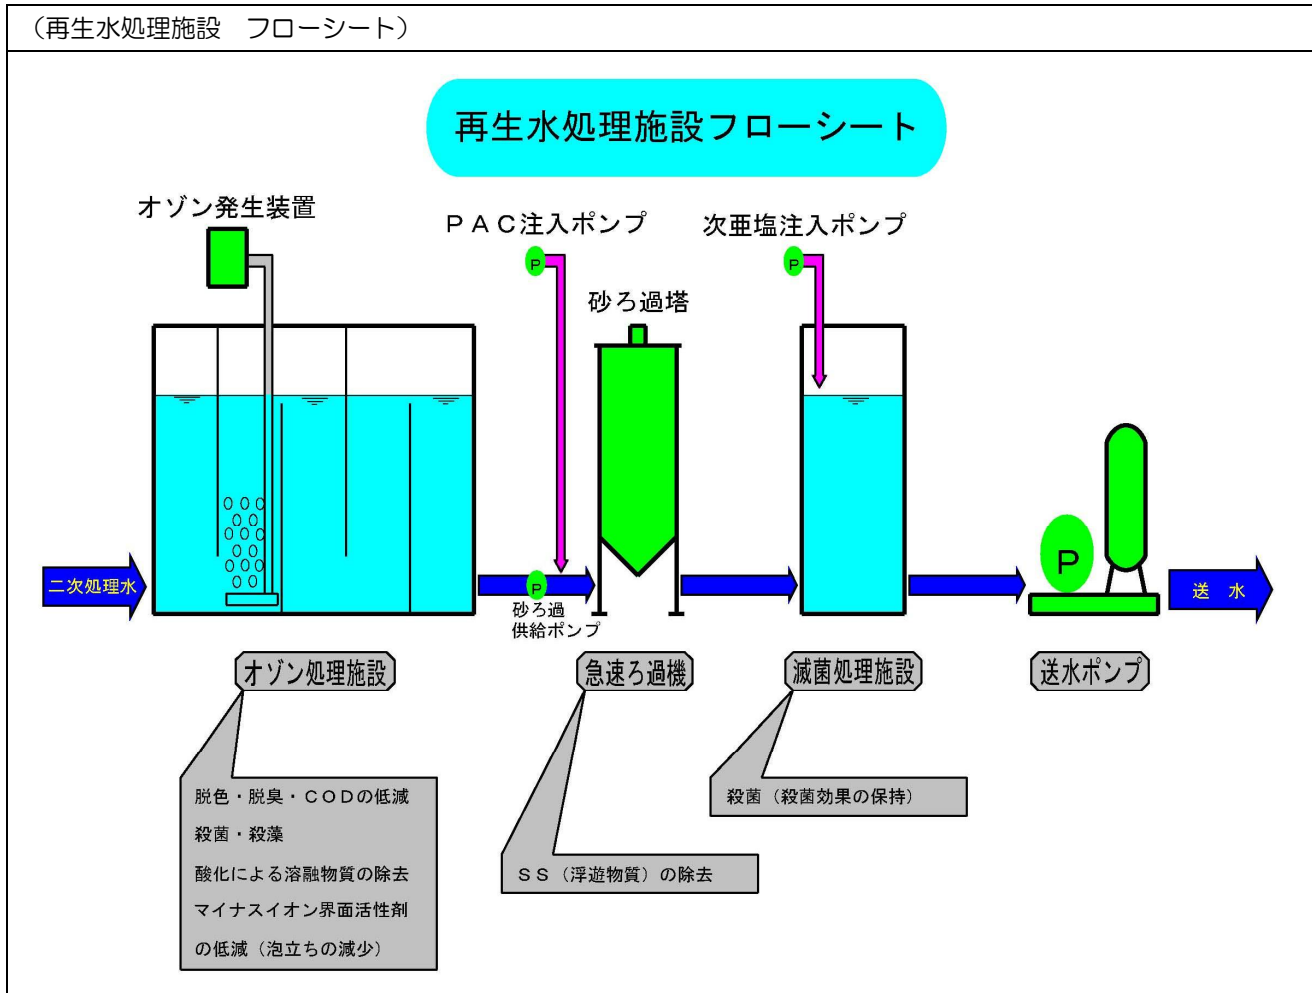 （再生水処理施設　フローシート）
再生水処理施設フローシート
オゾン発生装置
ＰＡＣ注入ポンプ
次亜塩注入ポンプ
P
P
砂ろ過塔
二次処理水
P
砂ろ過
供給ポンプ
P
送　水
オゾン処理施設
急速ろ過機
滅菌処理施設
送水ポンプ
脱色・脱臭・ＣＯＤの低減
殺菌・殺藻
酸化による溶融物質の除去
マイナスイオン界面活性剤
の低減（泡立ちの減少）
ＳＳ（浮遊物質）の除去
殺菌（殺菌効果の保持）